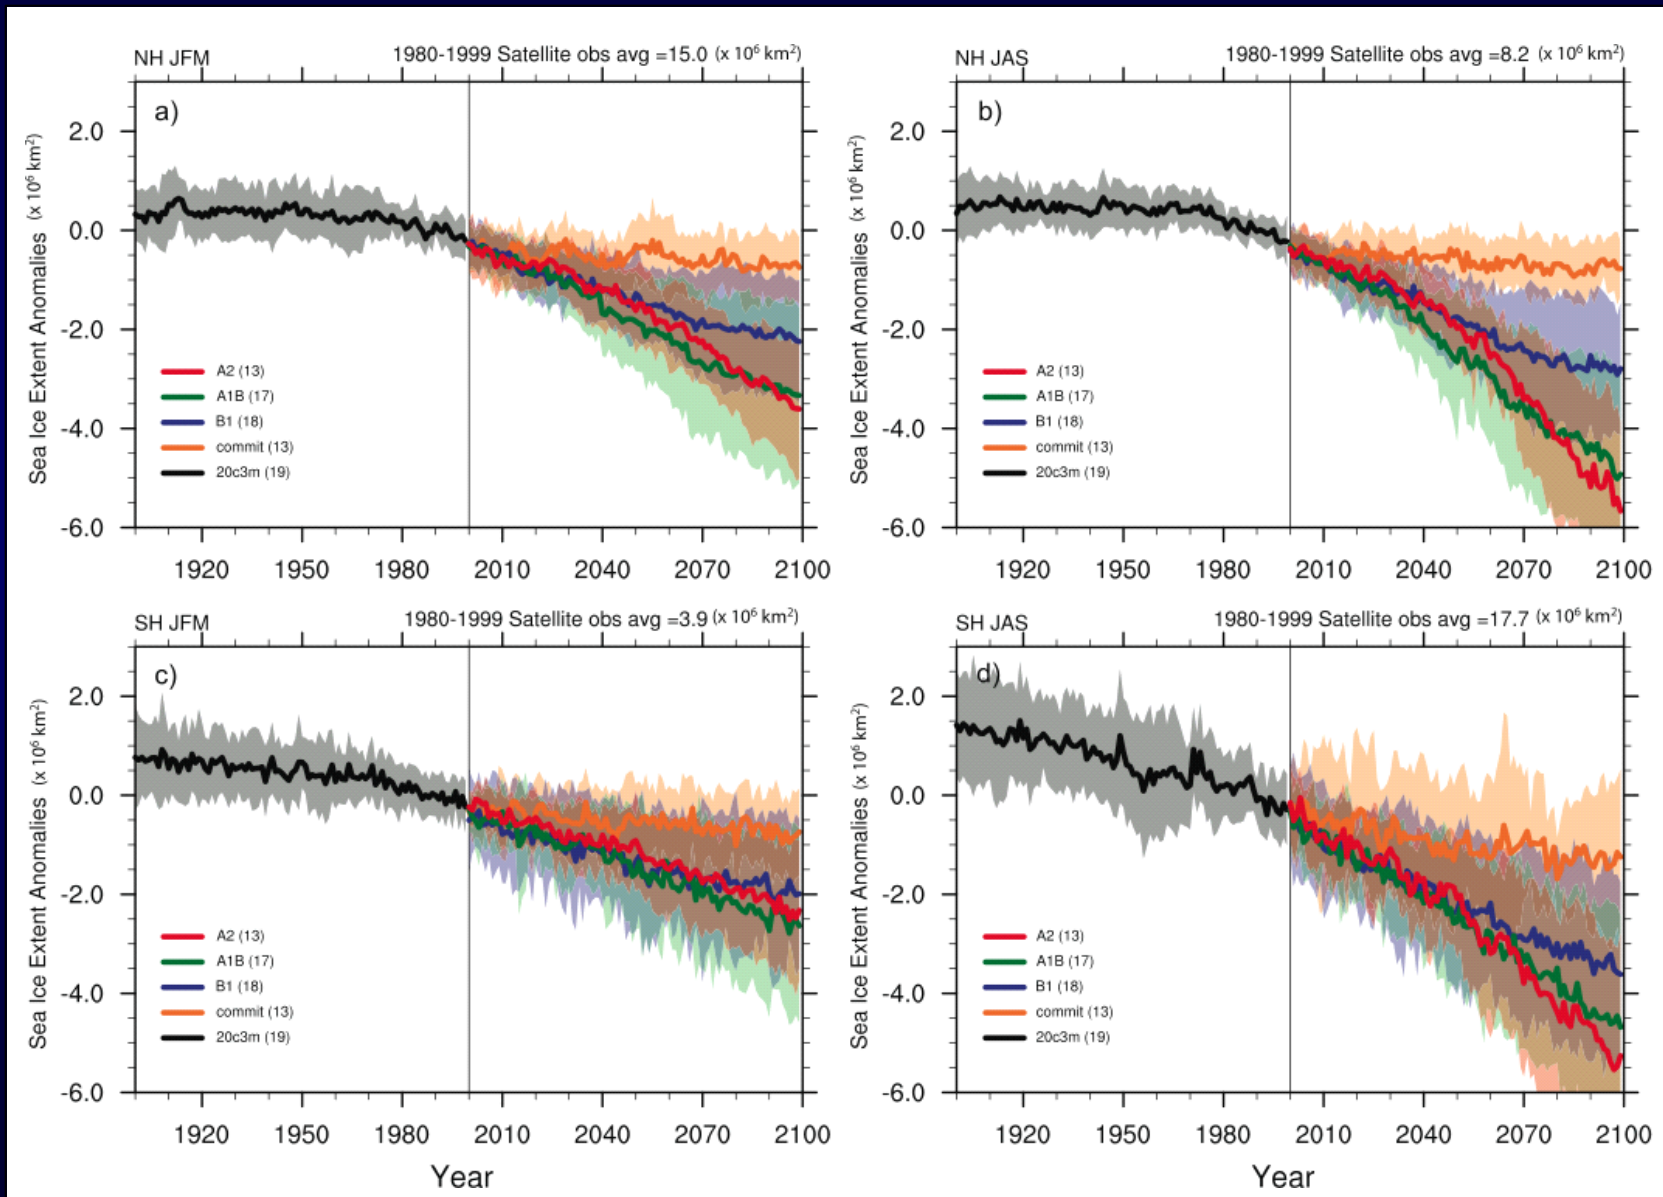 NH JFM 1980-1999 Satellite obs avg =15.0 (x 10⁶ km²)
a)
Sea Ice Extent Anomalies (x 10⁶ km²)
2.0
0.0
-2.0
-4.0
-6.0
A2 (13)
A1B (17)
B1 (18)
commit (13)
20c3m (19)
1920 1950 1980 2010 2040 2070 2100
NH JAS 1980-1999 Satellite obs avg =8.2 (x 10⁶ km²)
b)
Sea Ice Extent Anomalies (x 10⁶ km²)
2.0
0.0
-2.0
-4.0
-6.0
A2 (13)
A1B (17)
B1 (18)
commit (13)
20c3m (19)
1920 1950 1980 2010 2040 2070 2100
SH JFM 1980-1999 Satellite obs avg =3.9 (x 10⁶ km²)
c)
Sea Ice Extent Anomalies (x 10⁶ km²)
2.0
0.0
-2.0
-4.0
-6.0
A2 (13)
A1B (17)
B1 (18)
commit (13)
20c3m (19)
1920 1950 1980 2010 2040 2070 2100
Year
SH JAS 1980-1999 Satellite obs avg =17.7 (x 10⁶ km²)
d)
Sea Ice Extent Anomalies (x 10⁶ km²)
2.0
0.0
-2.0
-4.0
-6.0
A2 (13)
A1B (17)
B1 (18)
commit (13)
20c3m (19)
1920 1950 1980 2010 2040 2070 2100
Year